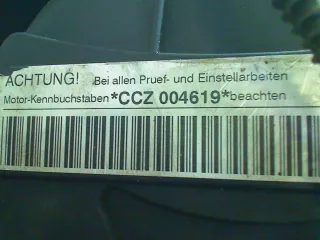 ACHTUNG! Bei allen Pruef- und Einstellarbeiten
Motor-Kennbuchstaben *CCZ 004619* beachten